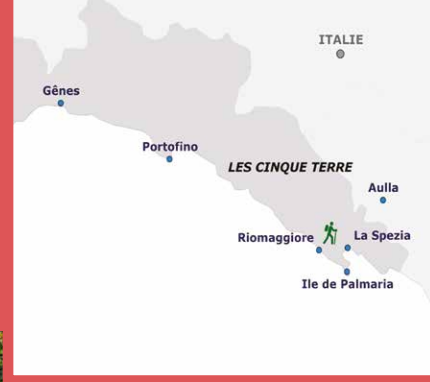 ITALIE
Gênes
Portofino
LES CINQUE TERRE
Aulla
Riomaggiore
La Spezia
Ile de Palmaria